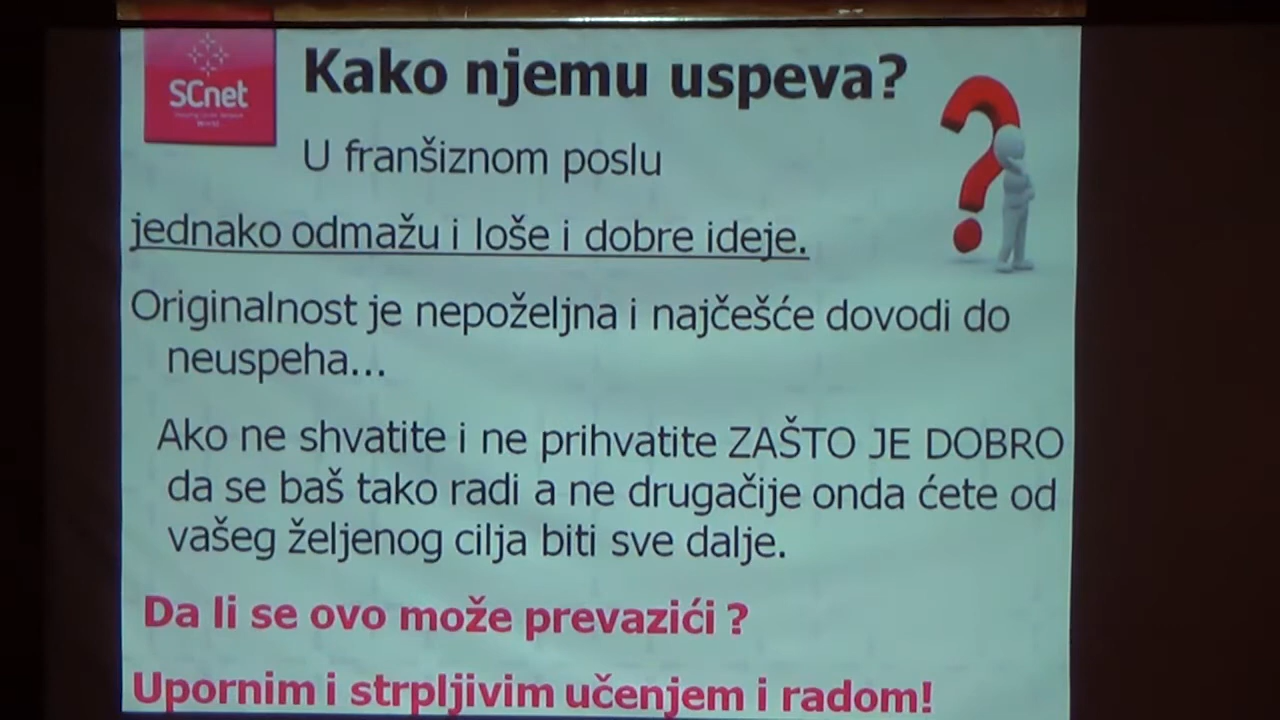 SCnet
Kako njemu uspeva?
U franšiznom poslu
jednako odmažu i loše i dobre ideje.
Originalnost je nepoželjna i najčešće dovodi do
neuspeha...
Ako ne shvatite i ne prihvatite ZAŠTO JE DOBRO
da se baš tako radi a ne drugačije onda ćete od
vašeg željenog cilja biti sve dalje.
Da li se ovo može prevazići ?
Upornim i strpljivim učenjem i radom!